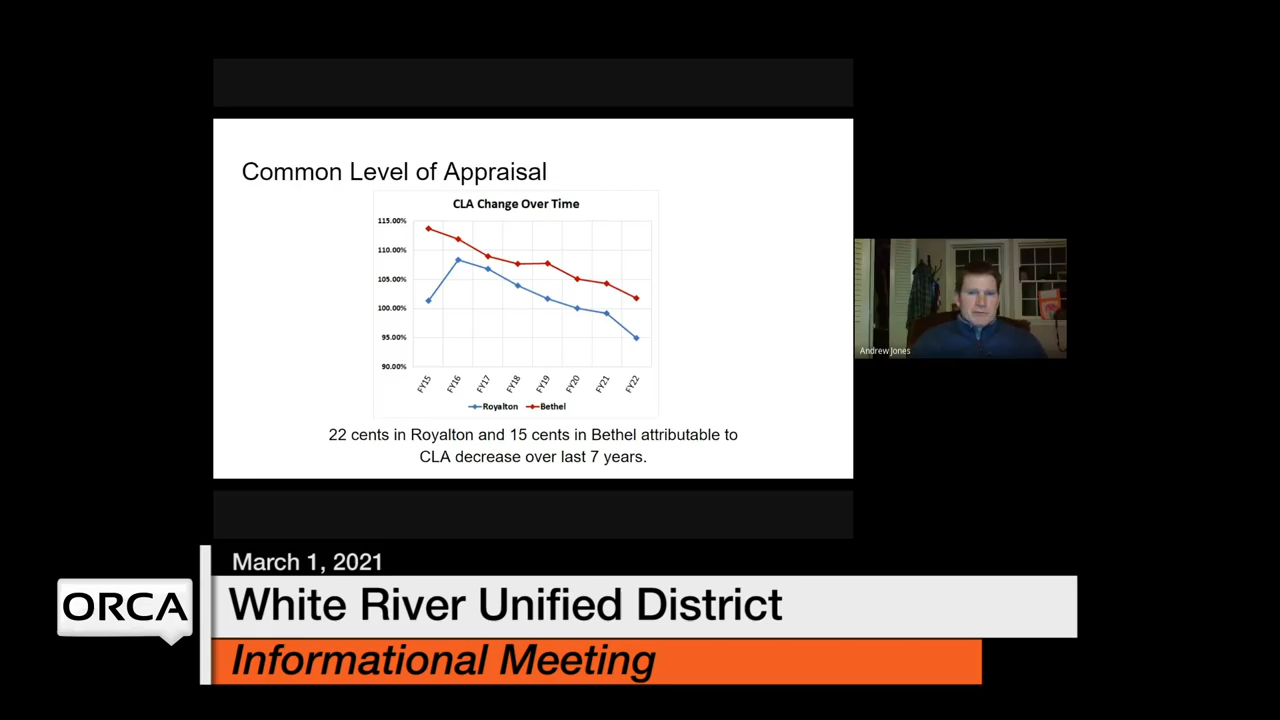 Common Level of Appraisal
CLA Change Over Time
115.00%
110.00%
105.00%
100.00%
95.00%
90.00%
FY15
FY16
FY17
FY18
FY19
FY20
FY21
FY22
Royalton
Bethel
22 cents in Royalton and 15 cents in Bethel attributable to
CLA decrease over last 7 years.
Andrew Jones
March 1, 2021
ORCA
White River Unified District
Informational Meeting